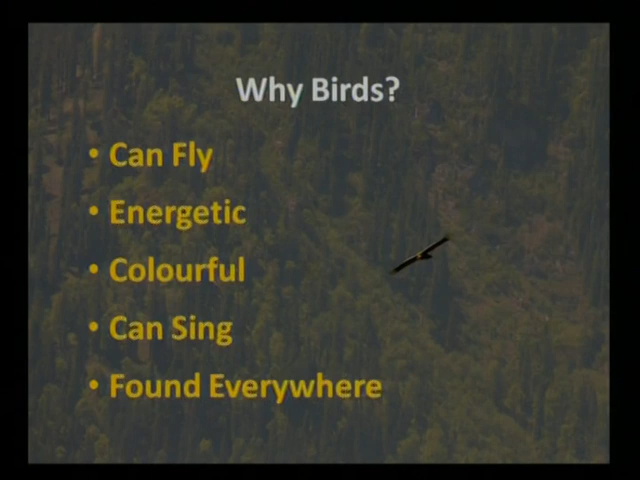 Why Birds?
• Can Fly
• Energetic
• Colourful
• Can Sing
• Found Everywhere